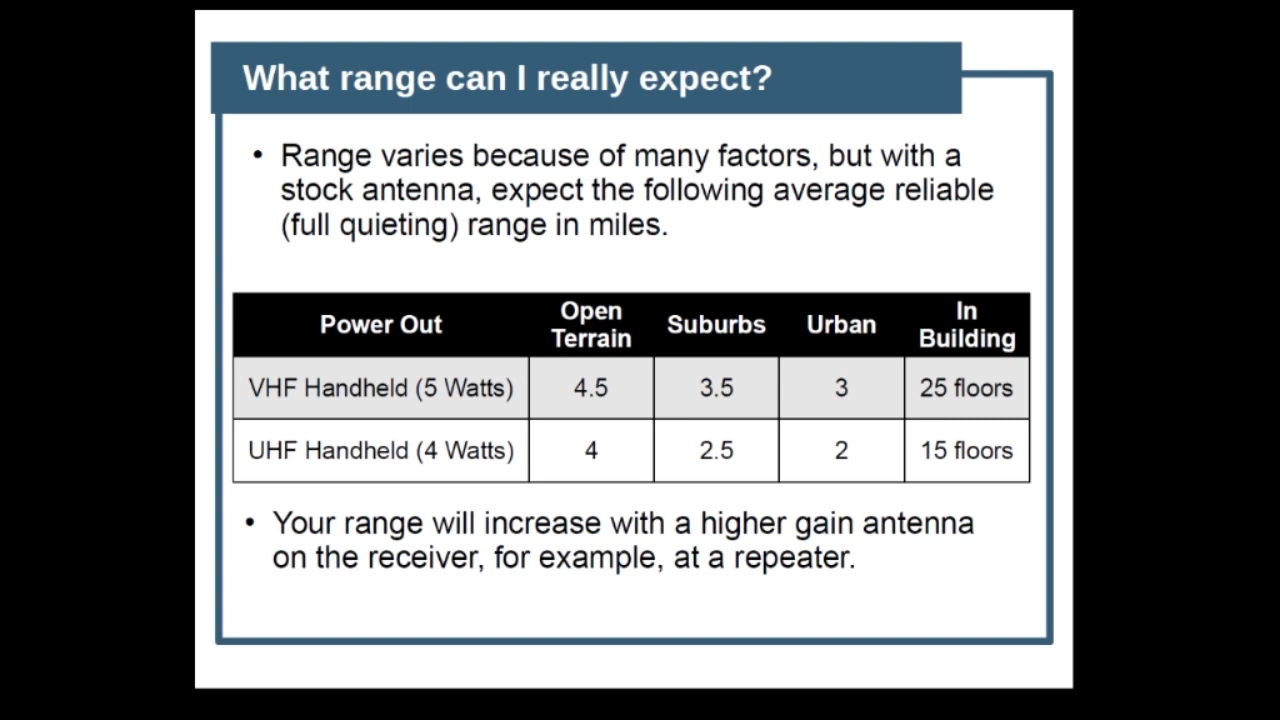 What range can I really expect?
• Range varies because of many factors, but with a
stock antenna, expect the following average reliable
(full quieting) range in miles.
Power Out Open Terrain Suburbs Urban In Building
VHF Handheld (5 Watts) 4.5 3.5 3 25 floors
UHF Handheld (4 Watts) 4 2.5 2 15 floors
• Your range will increase with a higher gain antenna
on the receiver, for example, at a repeater.